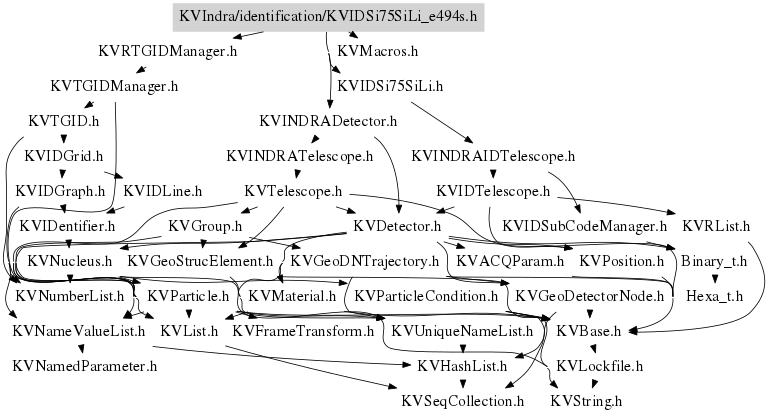 KVIndra/identification/KVIDSi75SiLi_e494s.h
KVRTGIDManager.h
KVMacros.h
KVTGIDManager.h
KVIDSi75SiLi.h
KVTGID.h
KVINDRADetector.h
KVIDGrid.h
KVINDRATelescope.h
KVINDRAIDTelescope.h
KVIDGraph.h
KVIDLine.h
KVTelescope.h
KVIDTelescope.h
KVIDentifier.h
KVGroup.h
KVDetector.h
KVIDSubCodeManager.h
KVRList.h
KVNucleus.h
KVGeoStrucElement.h
KVGeoDNTrajectory.h
KVACQParam.h
KVPosition.h
Binary_t.h
KVNumberList.h
KVParticle.h
KVMaterial.h
KVParticleCondition.h
KVGeoDetectorNode.h
Hexa_t.h
KVNameValueList.h
KVList.h
KVFrameTransform.h
KVUniqueNameList.h
KVBase.h
KVNamedParameter.h
KVHashList.h
KVLockfile.h
KVSeqCollection.h
KVString.h